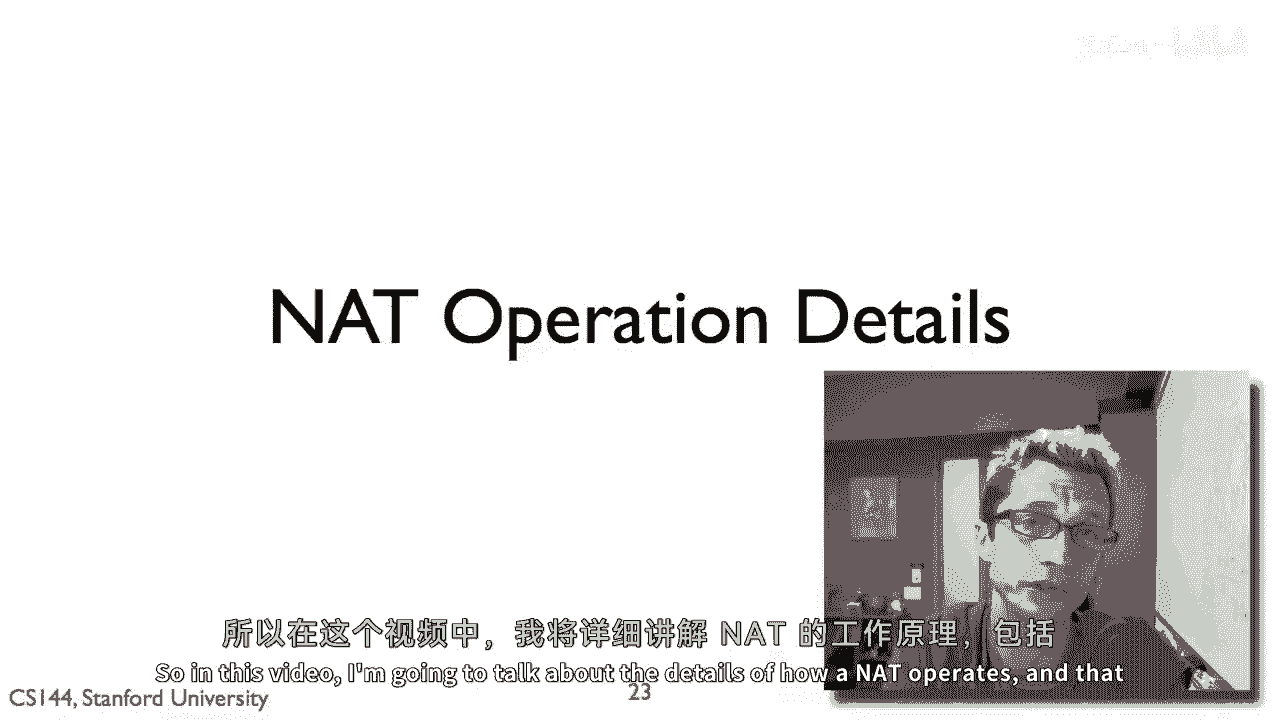 NAT Operation Details
所以在这个视频中，我将详细讲解 NAT 的工作原理，包括
So in this video, I'm going to talk about the details of how a NAT operates, and that
CS144, Stanford University
23